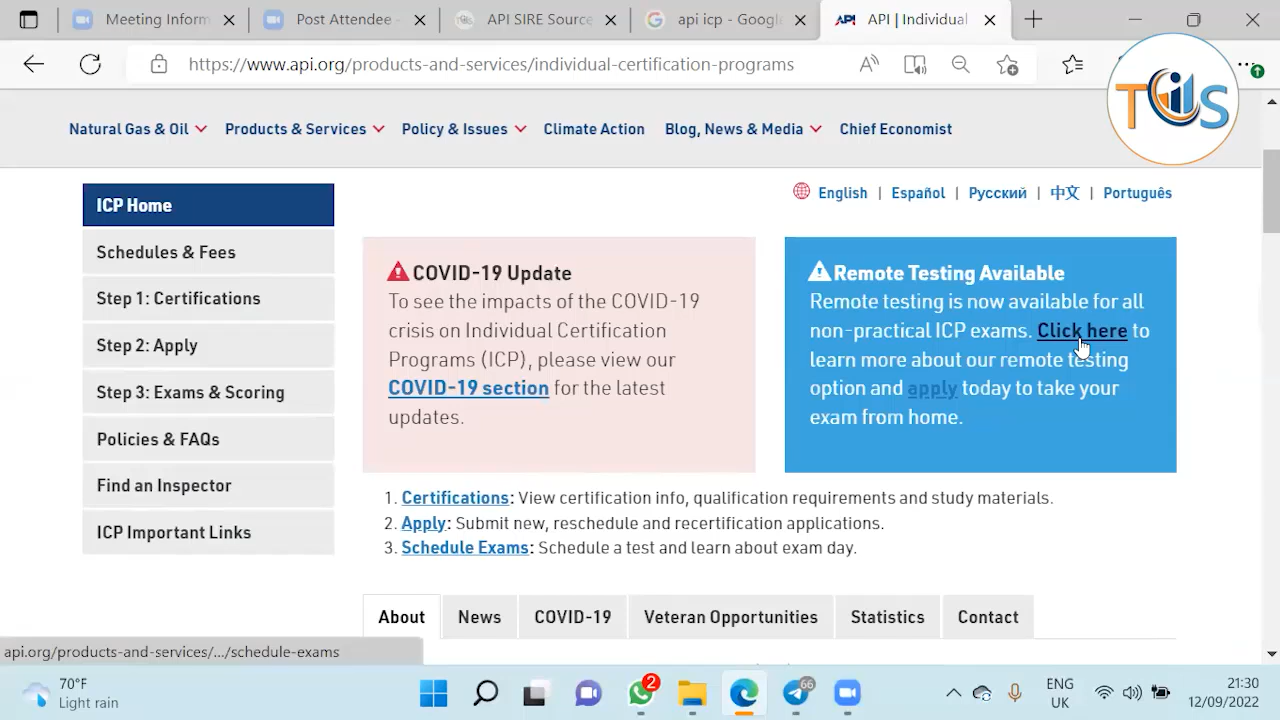 Meeting Inform
Post Attendee -
API SIRE Source
api icp - Google
API | Individual
https://www.api.org/products-and-services/individual-certification-programs
TCIIS
Natural Gas & Oil
Products & Services
Policy & Issues
Climate Action
Blog, News & Media
Chief Economist
English | Español | Русский | 中文 | Português
ICP Home
Schedules & Fees
Step 1: Certifications
Step 2: Apply
Step 3: Exams & Scoring
Policies & FAQs
Find an Inspector
ICP Important Links
COVID-19 Update
To see the impacts of the COVID-19
crisis on Individual Certification
Programs (ICP), please view our
COVID-19 section for the latest
updates.
Remote Testing Available
Remote testing is now available for all
non-practical ICP exams. Click here to
learn more about our remote testing
option and apply today to take your
exam from home.
1. Certifications: View certification info, qualification requirements and study materials.
2. Apply: Submit new, reschedule and recertification applications.
3. Schedule Exams: Schedule a test and learn about exam day.
About
News
COVID-19
Veteran Opportunities
Statistics
Contact
api.org/products-and-services/.../schedule-exams
70°F
Light rain
2
66
ENG
UK
21:30
12/09/2022